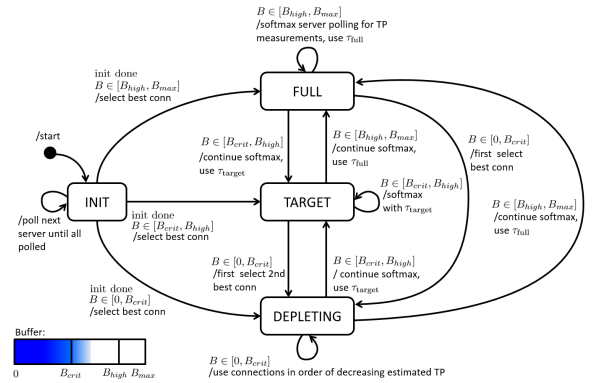 B ∈ [B_high, B_max]
/softmax server polling for TP
measurements, use τ_full
init done
B ∈ [B_high, B_max]
/select best conn
FULL
/start
B ∈ [B_crit, B_high]
/continue softmax,
use τ_target
B ∈ [B_high, B_max]
/continue softmax,
use τ_full
B ∈ [0, B_crit]
/first select
best conn
INIT
TARGET
B ∈ [B_crit, B_high]
/softmax
with τ_target
B ∈ [B_high, B_max]
/continue softmax,
use τ_full
/poll next
server until all
polled
init done
B ∈ [B_crit, B_high]
/select best conn
B ∈ [0, B_crit]
/first select 2nd
best conn
B ∈ [B_crit, B_high]
/ continue softmax,
use τ_target
init done
B ∈ [0, B_crit]
/select best conn
DEPLETING
Buffer:
0 B_crit B_high B_max
B ∈ [0, B_crit]
/use connections in order of decreasing estimated TP